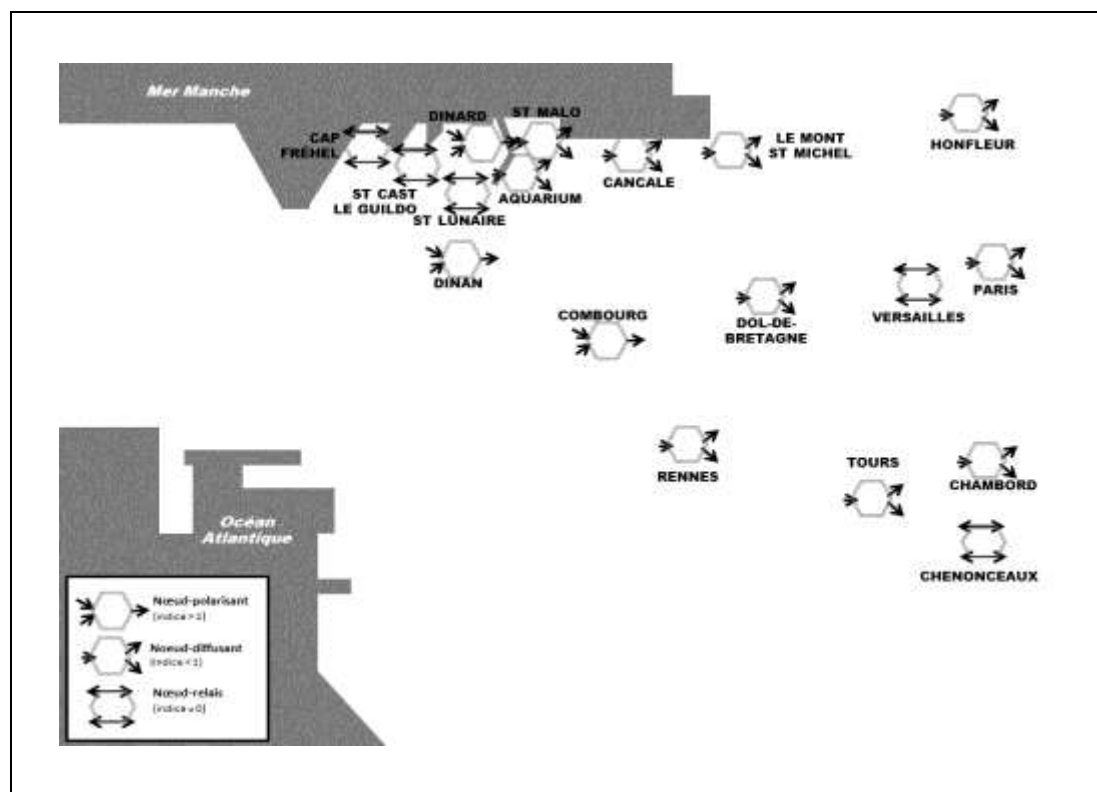 Mer Manche
CAP
FRÉHEL
DINARD
ST MALO
ST CAST
LE GUILDO
ST LUNAIRE
AQUARIUM
CANCALE
LE MONT
ST MICHEL
HONFLEUR
DINAN
COMBOURG
DOL-DE-
BRETAGNE
VERSAILLES
PARIS
RENNES
TOURS
CHAMBORD
CHENONCEAUX
Océan
Atlantique
Nœud-polarisant
(indice > 1)
Noeud-diffusant
(indice < 1)
Nœud-relais
(indice = 0)